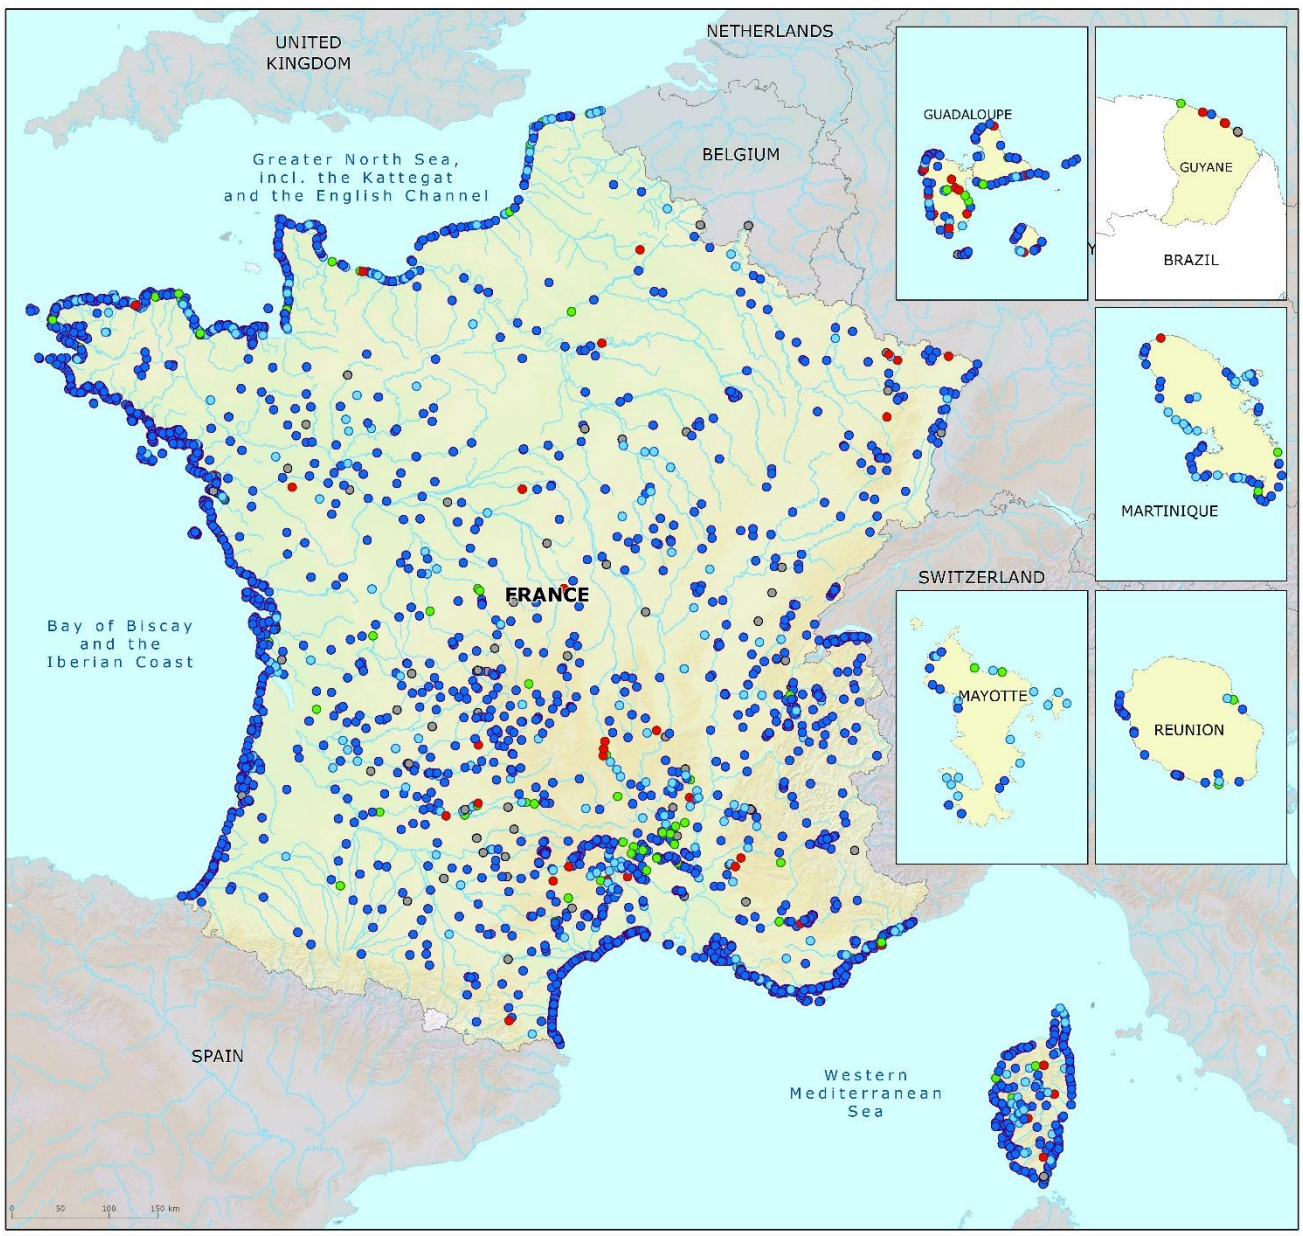 UNITED
KINGDOM
NETHERLANDS
BELGIUM
Greater North Sea,
incl. the Kattegat
and the English Channel
GUADALOUPE
GUYANE
BRAZIL
Y
MARTINIQUE
SWITZERLAND
FRANCE
Bay of Biscay
and the
Iberian Coast
MAYOTTE
REUNION
SPAIN
Western
Mediterranean
Sea
0 50 100 150 km